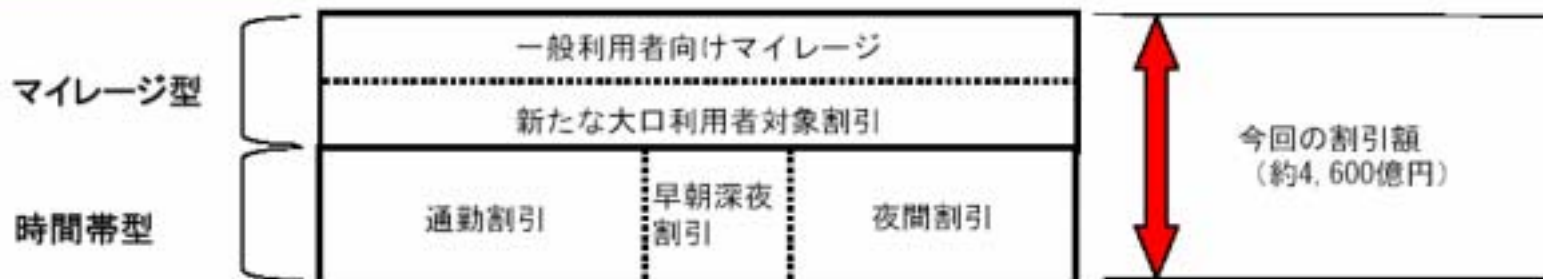 マイレージ型
一般利用者向けマイレージ
新たな大口利用者対象割引
今回の割引額
（約4,600億円）
時間帯型
通勤割引
早朝深夜
割引
夜間割引